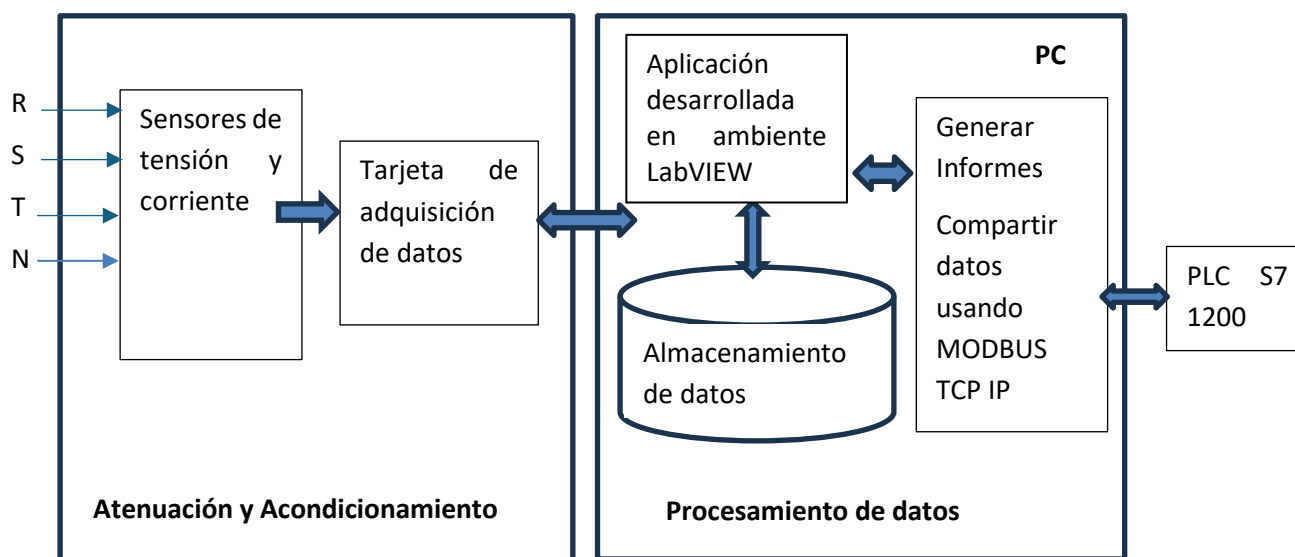 R
S
T
N
Sensores de
tensión y
corriente
Tarjeta de
adquisición
de datos
Atenuación y Acondicionamiento
PC
Aplicación
desarrollada
en ambiente
LabVIEW
Almacenamiento
de datos
Generar
Informes
Compartir
datos
usando
MODBUS
TCP IP
Procesamiento de datos
PLC S7
1200